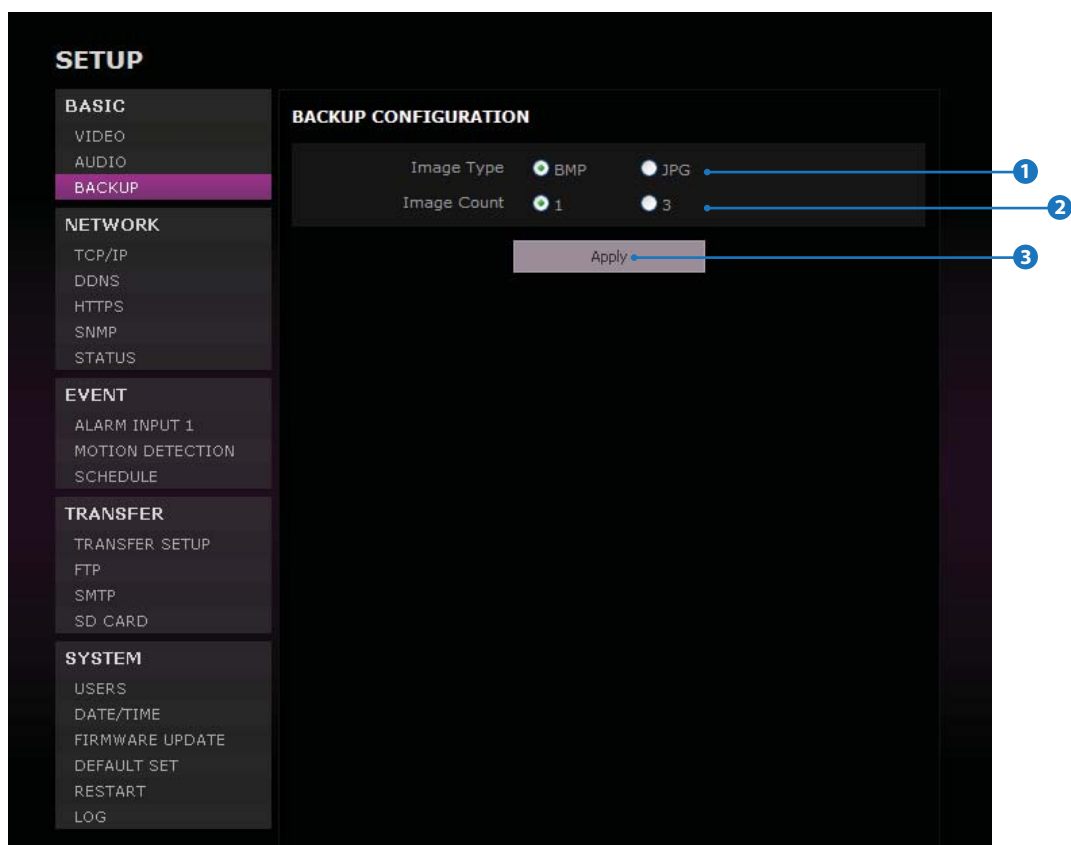 SETUP
BASIC
VIDEO
AUDIO
BACKUP
NETWORK
TCP/IP
DDNS
HTTPS
SNMP
STATUS
EVENT
ALARM INPUT 1
MOTION DETECTION
SCHEDULE
TRANSFER
TRANSFER SETUP
FTP
SMTP
SD CARD
SYSTEM
USERS
DATE/TIME
FIRMWARE UPDATE
DEFAULT SET
RESTART
LOG
BACKUP CONFIGURATION
Image Type BMP JPG 1
Image Count 1 3 2
Apply 3